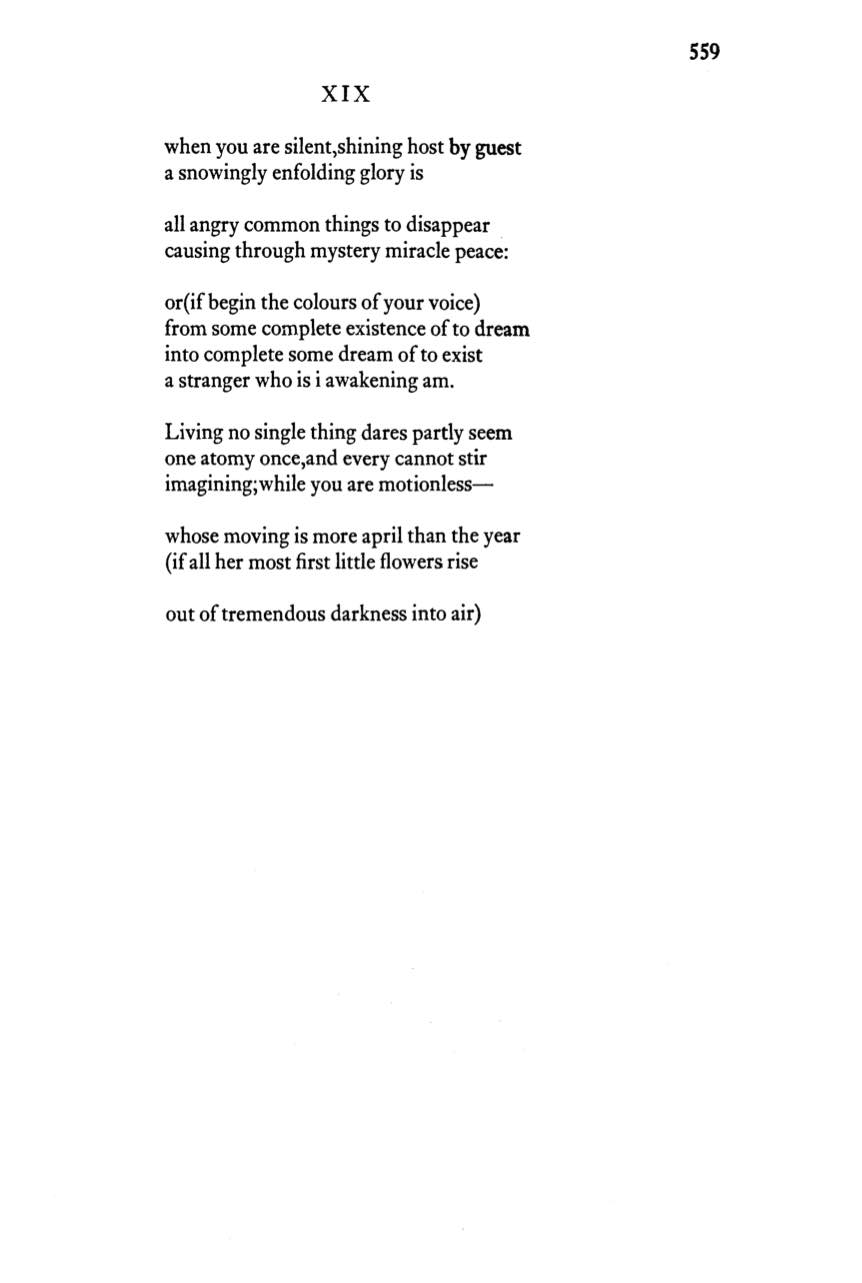 559
XIX
when you are silent,shining host by guest
a snowingly enfolding glory is
all angry common things to disappear
causing through mystery miracle peace:
or(if begin the colours of your voice)
from some complete existence of to dream
into complete some dream of to exist
a stranger who is i awakening am.
Living no single thing dares partly seem
one atomy once,and every cannot stir
imagining;while you are motionless—
whose moving is more april than the year
(if all her most first little flowers rise
out of tremendous darkness into air)